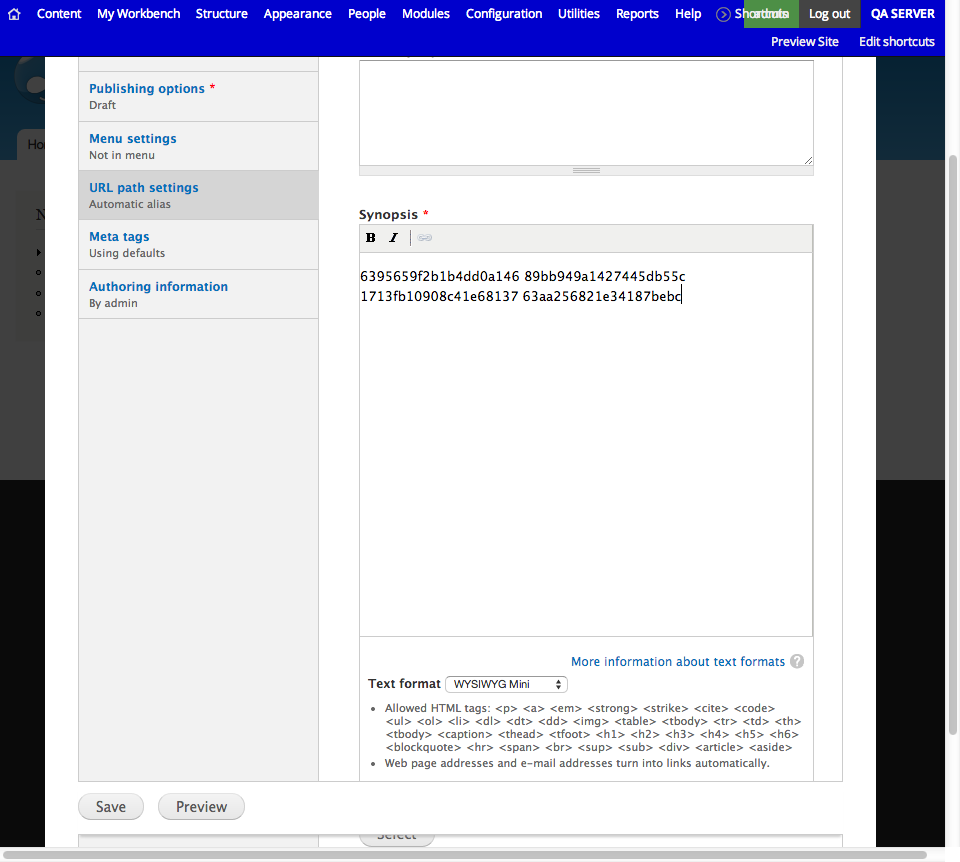 Content My Workbench Structure Appearance People Modules Configuration Utilities Reports Help Shortcuts Log out QA SERVER
Preview Site Edit shortcuts
Publishing options *
Draft
Menu settings
Not in menu
URL path settings
Automatic alias
Meta tags
Using defaults
Authoring information
By admin
Synopsis *
B I
6395659f2b1b4dd0a146 89bb949a1427445db55c
1713fb10908c41e68137 63aa256821e34187bebc
More information about text formats ?
Text format WYSIWYG Mini
• Allowed HTML tags: <p> <a> <em> <strong> <strike> <cite> <code>
<ul> <ol> <li> <dl> <dt> <dd> <img> <table> <tbody> <tr> <td> <th>
<tbody> <caption> <thead> <tfoot> <h1> <h2> <h3> <h4> <h5> <h6>
<blockquote> <hr> <span> <br> <sup> <sub> <div> <article> <aside>
• Web page addresses and e-mail addresses turn into links automatically.
Save Preview
Select